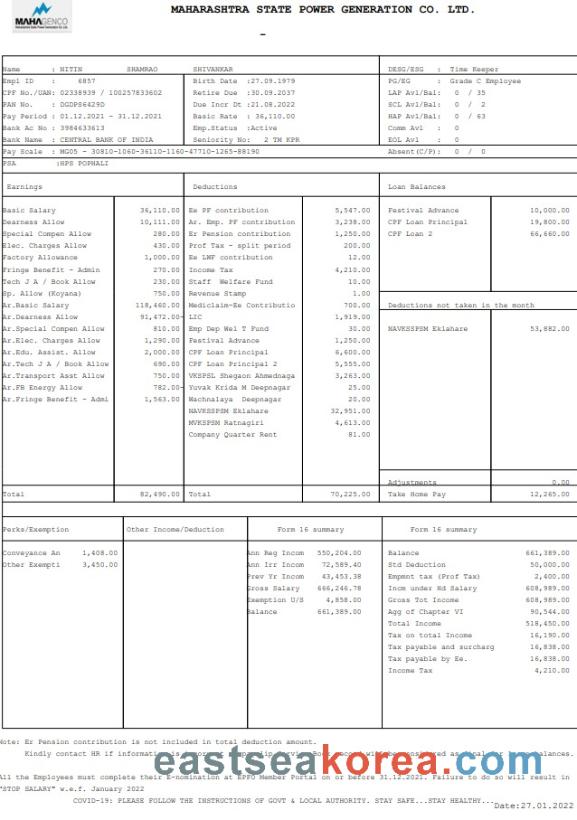 MAHAGENCO
MAHARASHTRA STATE POWER GENERATION CO. LTD.
Name : NITIN SHAMRAO SHIVANKAR DESG/ESG : Time Keeper
Empl ID : 6857 Birth Date :27.09.1979 PG/EG : Grade C Employee
CPF No./UAN: 02338939 / 100257833602 Retire Due :30.09.2037 LAP Avl/Bal: 0 / 35
PAN No. : DGDPS6429D Due Incr Dt :21.08.2022 SCL Avl/Bal: 0 / 2
Pay Period : 01.12.2021 - 31.12.2021 Basic Rate : 36,110.00 HAP Avl/Bal: 0 / 63
Bank Ac No : 3984633613 Emp.Status :Active Comm Avl : 0
Bank Name : CENTRAL BANK OF INDIA Seniority No: 2 TM KPR EOL Avl : 0
Pay Scale : MG05 - 30810-1060-36110-1160-47710-1265-88190 Absent(C/P): 0 / 0
PSA :HPS POPHALI
Earnings Deductions Loan Balances
Basic Salary 36,110.00 Ee PF contribution 5,547.00 Festival Advance 10,000.00
Dearness Allow 10,111.00 Ar. Emp. PF contribution 3,238.00 CPF Loan Principal 19,800.00
Special Compen Allow 280.00 Er Pension contribution 1,250.00 CPF Loan 2 66,660.00
Elec. Charges Allow 430.00 Prof Tax - split period 200.00
Factory Allowance 1,000.00 Ee LWF contribution 12.00
Fringe Benefit - Admin 270.00 Income Tax 4,210.00
Tech J A / Book Allow 230.00 Staff Welfare Fund 10.00
Sp. Allow (Koyana) 750.00 Revenue Stamp 1.00
Ar.Basic Salary 118,460.00 Mediclaim-Ee Contributio 700.00 Deductions not taken in the month
Ar.Dearness Allow 91,472.00- LIC 1,919.00
Ar.Special Compen Allow 810.00 Emp Dep Wel T Fund 30.00 NAVKSSPSM Eklahare 53,882.00
Ar.Elec. Charges Allow 1,290.00 Festival Advance 1,250.00
Ar.Edu. Assist. Allow 2,000.00 CPF Loan Principal 6,600.00
Ar.Tech J A / Book Allow 690.00 CPF Loan Principal 2 5,555.00
Ar.Transport Asst Allow 750.00 VKSPSL Shegaon Ahmednaga 3,263.00
Ar.FB Energy Allow 782.00- Yuvak Krida M Deepnagar 25.00
Ar.Fringe Benefit - Admi 1,563.00 Wachnalaya Deepnagar 20.00
NAVKSSPSM Eklahare 32,951.00
MVKSPSM Ratnagiri 4,613.00
Company Quarter Rent 81.00
Adjustments 0.00
Total 82,490.00 Total 70,225.00 Take Home Pay 12,265.00
Perks/Exemption Other Income/Deduction Form 16 summary Form 16 summary
Conveyance An 1,408.00 Ann Reg Incom 550,204.00 Balance 661,389.00
Other Exempti 3,450.00 Ann Irr Incom 72,589.40 Std Deduction 50,000.00
Prev Yr Incom 43,453.38 Empmnt tax (Prof Tax) 2,400.00
Gross Salary 666,246.78 Incm under Hd Salary 608,989.00
Exemption U/S 4,858.00 Gross Tot Income 608,989.00
Balance 661,389.00 Agg of Chapter VI 90,544.00
Total Income 518,450.00
Tax on total Income 16,190.00
Tax payable and surcharg 16,838.00
Tax payable by Ee. 16,838.00
Income Tax 4,210.00
Note: Er Pension contribution is not included in total deduction amount.
Kindly contact HR if information
eastseakorea.com
All the Employees must complete their E-nomination at EPFO Member Portal on or before 31.12.2021. Failure to do so will result in
"STOP SALARY" w.e.f. January 2022
COVID-19: PLEASE FOLLOW THE INSTRUCTIONS OF GOVT & LOCAL AUTHORITY. STAY SAFE...STAY HEALTHY...
Date:27.01.2022